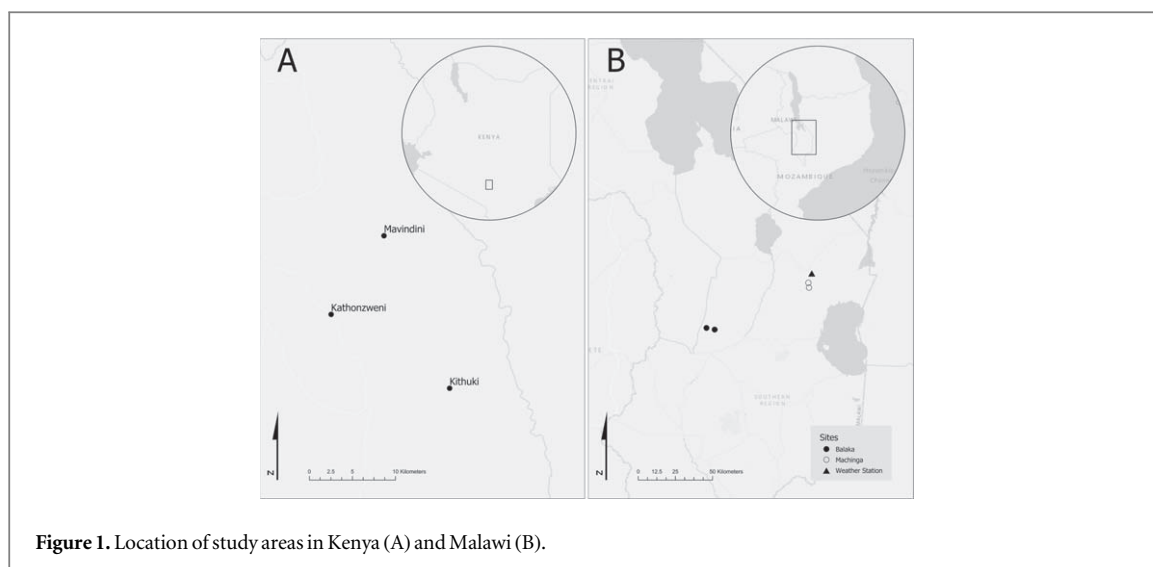 A
KENYA
Mavindini
Kathonzweni
Kithuki
N
0 2.5 5 10 Kilometers
B
MALAWI
MOZAMBIQUE
SOUTHERN
REGION
Sites
Balaka
Machinga
Weather Station
N
0 12.5 25 50 Kilometers
Figure 1. Location of study areas in Kenya (A) and Malawi (B).